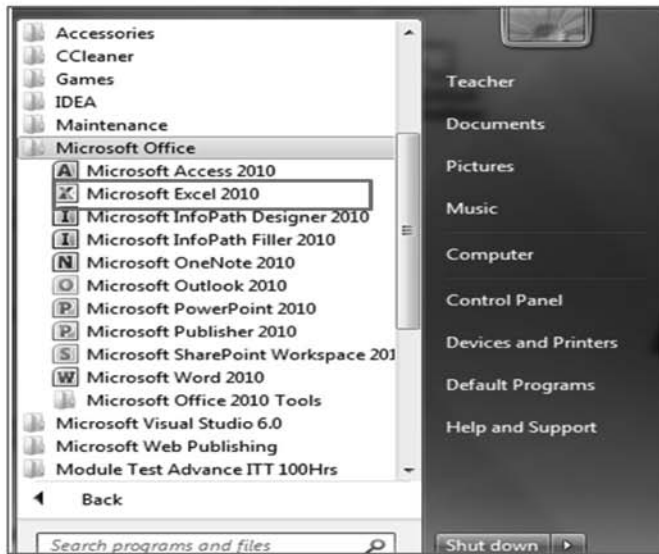 Accessories
CCleaner
Games
IDEA
Maintenance
Microsoft Office
Microsoft Access 2010
Microsoft Excel 2010
Microsoft InfoPath Designer 2010
Microsoft InfoPath Filler 2010
Microsoft OneNote 2010
Microsoft Outlook 2010
Microsoft PowerPoint 2010
Microsoft Publisher 2010
Microsoft SharePoint Workspace 201
Microsoft Word 2010
Microsoft Office 2010 Tools
Microsoft Visual Studio 6.0
Microsoft Web Publishing
Module Test Advance ITT 100Hrs
Back
Search programs and files
Teacher
Documents
Pictures
Music
Computer
Control Panel
Devices and Printers
Default Programs
Help and Support
Shut down